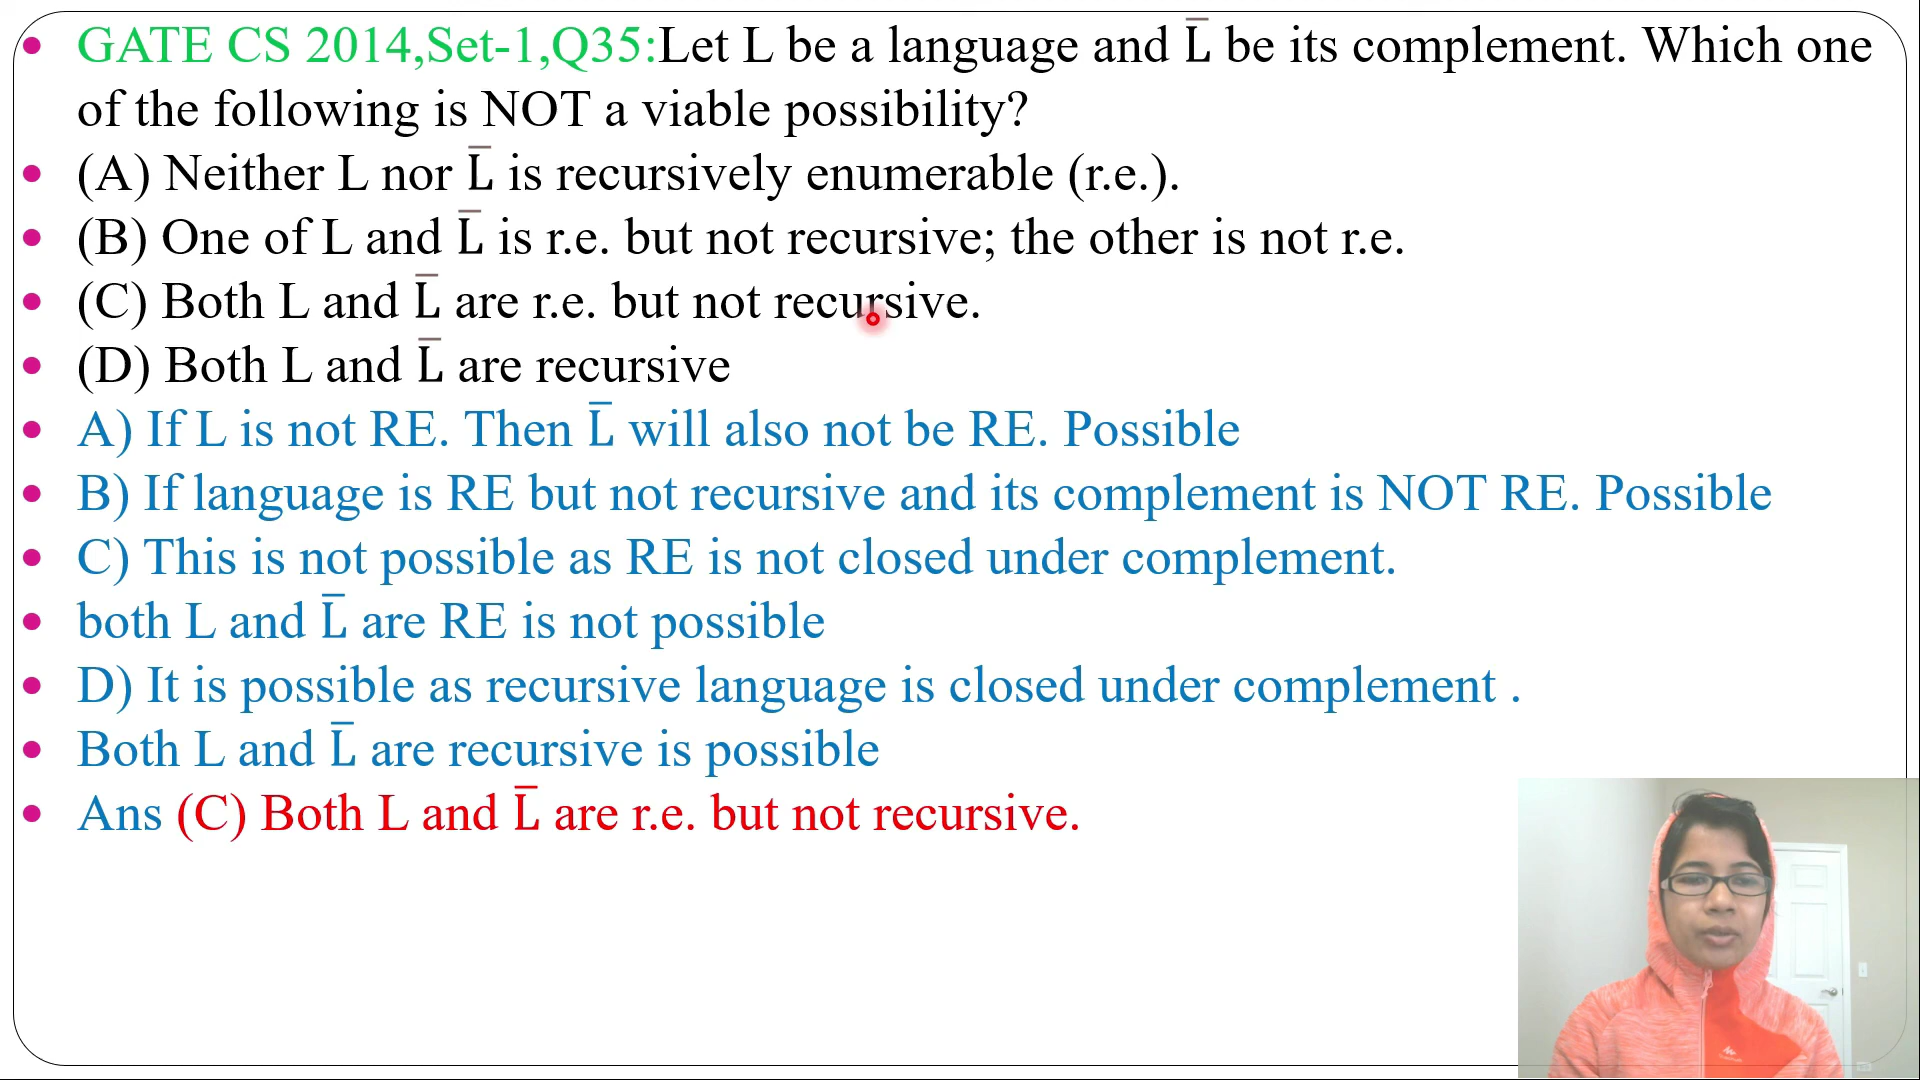 • GATE CS 2014,Set-1,Q35:Let L be a language and L̅ be its complement. Which one
of the following is NOT a viable possibility?
• (A) Neither L nor L̅ is recursively enumerable (r.e.).
• (B) One of L and L̅ is r.e. but not recursive; the other is not r.e.
• (C) Both L and L̅ are r.e. but not recursive.
• (D) Both L and L̅ are recursive
• A) If L is not RE. Then L̅ will also not be RE. Possible
• B) If language is RE but not recursive and its complement is NOT RE. Possible
• C) This is not possible as RE is not closed under complement.
• both L and L̅ are RE is not possible
• D) It is possible as recursive language is closed under complement .
• Both L and L̅ are recursive is possible
• Ans (C) Both L and L̅ are r.e. but not recursive.